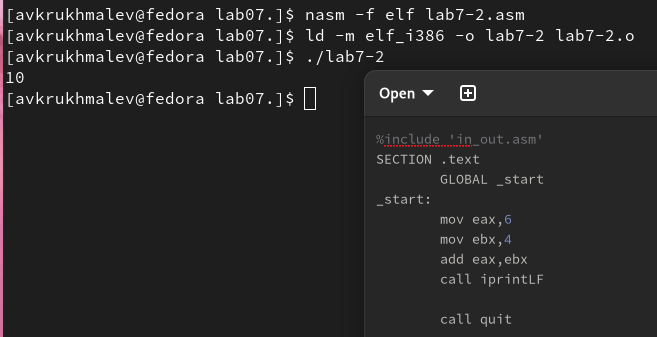 [avkrukhmalev@fedora lab07.]$ nasm -f elf lab7-2.asm
[avkrukhmalev@fedora lab07.]$ ld -m elf_i386 -o lab7-2 lab7-2.o
[avkrukhmalev@fedora lab07.]$ ./lab7-2
10
[avkrukhmalev@fedora lab07.]$
Open
%include 'in_out.asm'
SECTION .text
GLOBAL _start
_start:
mov eax,6
mov ebx,4
add eax,ebx
call iprintLF
call quit